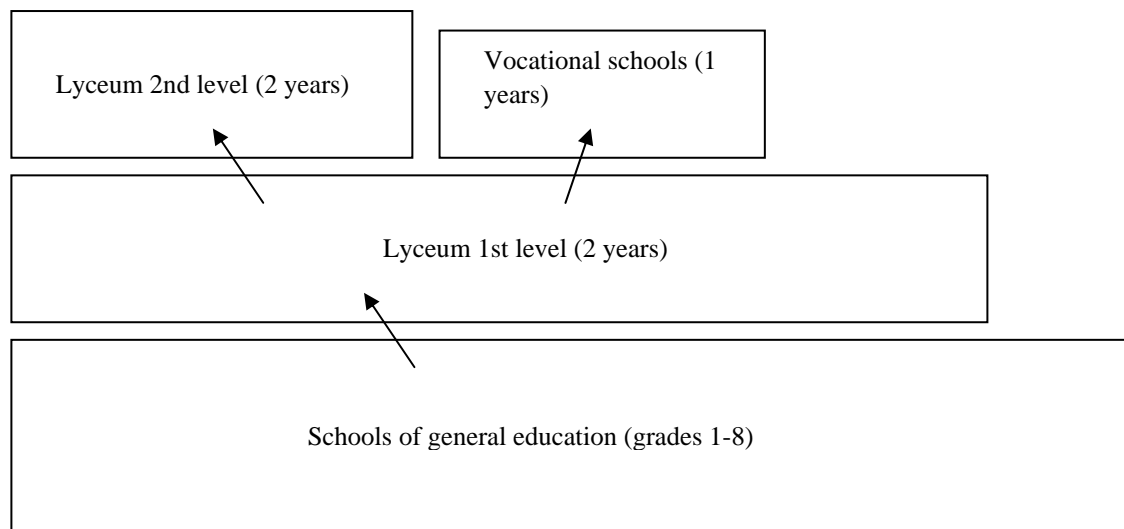 Lyceum 2nd level (2 years)
Vocational schools (1
years)
Lyceum 1st level (2 years)
Schools of general education (grades 1-8)